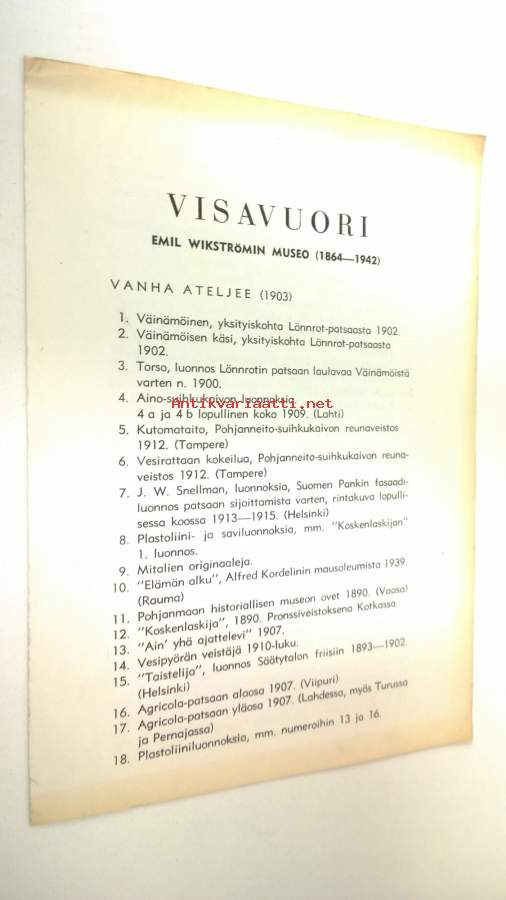 VISAVUORI
EMIL WIKSTRÖMIN MUSEO (1864—1942)
VANHA ATELJEE (1903)
1. Väinämöinen, yksityiskohta Lönnrot-patsaasta 1902.
2. Väinämöisen käsi, yksityiskohta Lönnrot-patsaasta
1902.
3. Torso, luonnos Lönnrotin patsaan laulavaa Väinämöistä
varten n. 1900.
4. Aino-suihkukaivon luonnoksia.
Antikvariaatti.net
4 a ja 4 b lopullinen koko 1909. (Lahti)
5. Kutomataito, Pohjanneito-suihkukaivon reunaveistos
1912. (Tampere)
6. Vesirattaan kokeilua, Pohjanneito-suihkukaivon reuna-
veistos 1912. (Tampere)
7. J. W. Snellman, luonnoksia, Suomen Pankin fasaadi-
luonnos patsaan sijoittamista varten, rintakuva lopulli-
sessa koossa 1913—1915. (Helsinki)
8. Plastoliini- ja saviluonnoksia, mm. "Koskenlaskijan"
1. luonnos.
9. Mitalien originaaleja.
10. "Elämän alku", Alfred Kordelinin mausoleumista 1939.
(Rauma)
11. Pohjanmaan historiallisen museon ovet 1890. (Vaasa)
12. "Koskenlaskija", 1890. Pronssiveistoksena Kotkassa.
13. "Ain' yhä ajattelevi" 1907.
14. Vesipyörän veistäjä 1910-luku.
15. "Taistelija", luonnos Säätytalon friisiin 1893—1902.
(Helsinki)
16. Agricola-patsaan alaosa 1907. (Viipuri)
17. Agricola-patsaan yläosa 1907. (Lahdessa, myös Turussa
ja Pernajassa)
18. Plastoliiniluonnoksia, mm. numeroihin 13 ja 16.